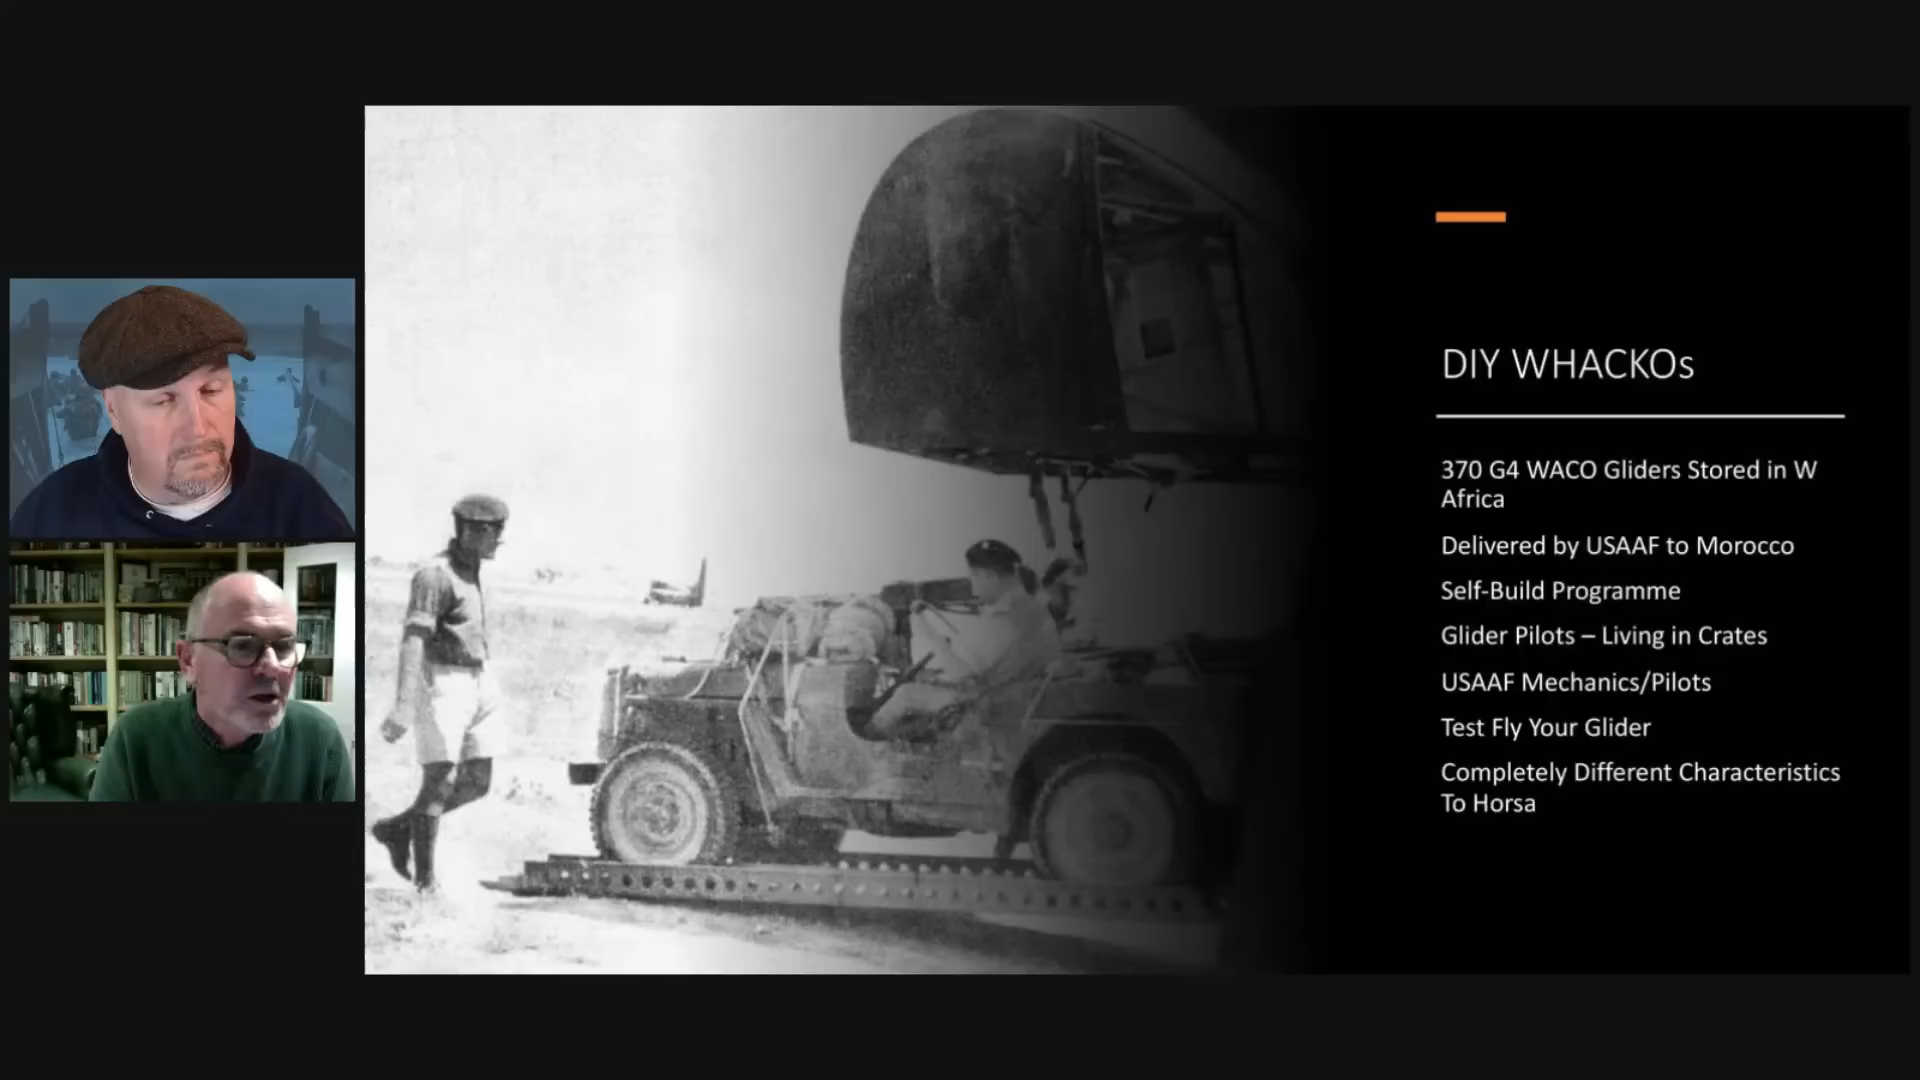 DIY WHACKOs
370 G4 WACO Gliders Stored in W
Africa
Delivered by USAAF to Morocco
Self-Build Programme
Glider Pilots – Living in Crates
USAAF Mechanics/Pilots
Test Fly Your Glider
Completely Different Characteristics
To Horsa